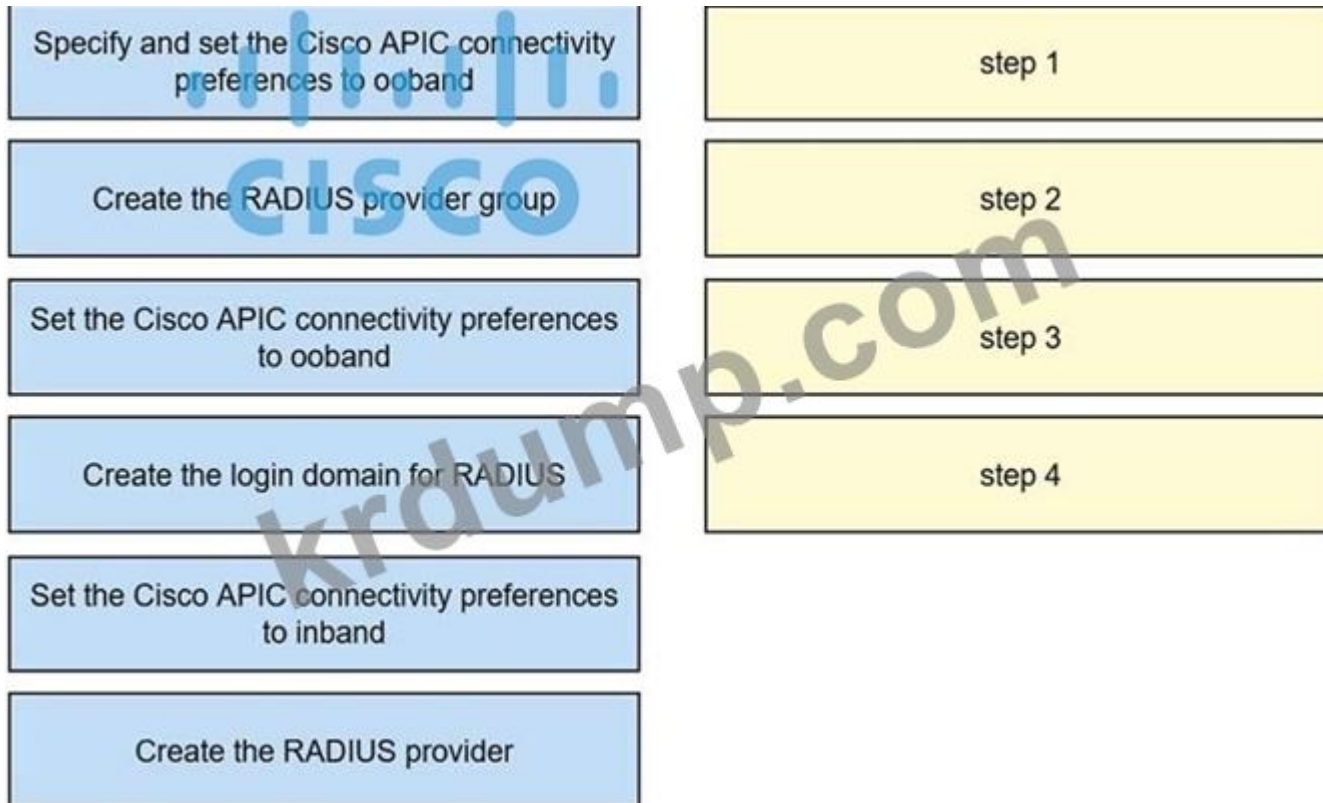 Specify and set the Cisco APIC connectivity
preferences to ooband
step 1
CISCO
Create the RADIUS provider group
step 2
Set the Cisco APIC connectivity preferences
to ooband
step 3
Create the login domain for RADIUS
step 4
Set the Cisco APIC connectivity preferences
to inband
Create the RADIUS provider
krdump.com